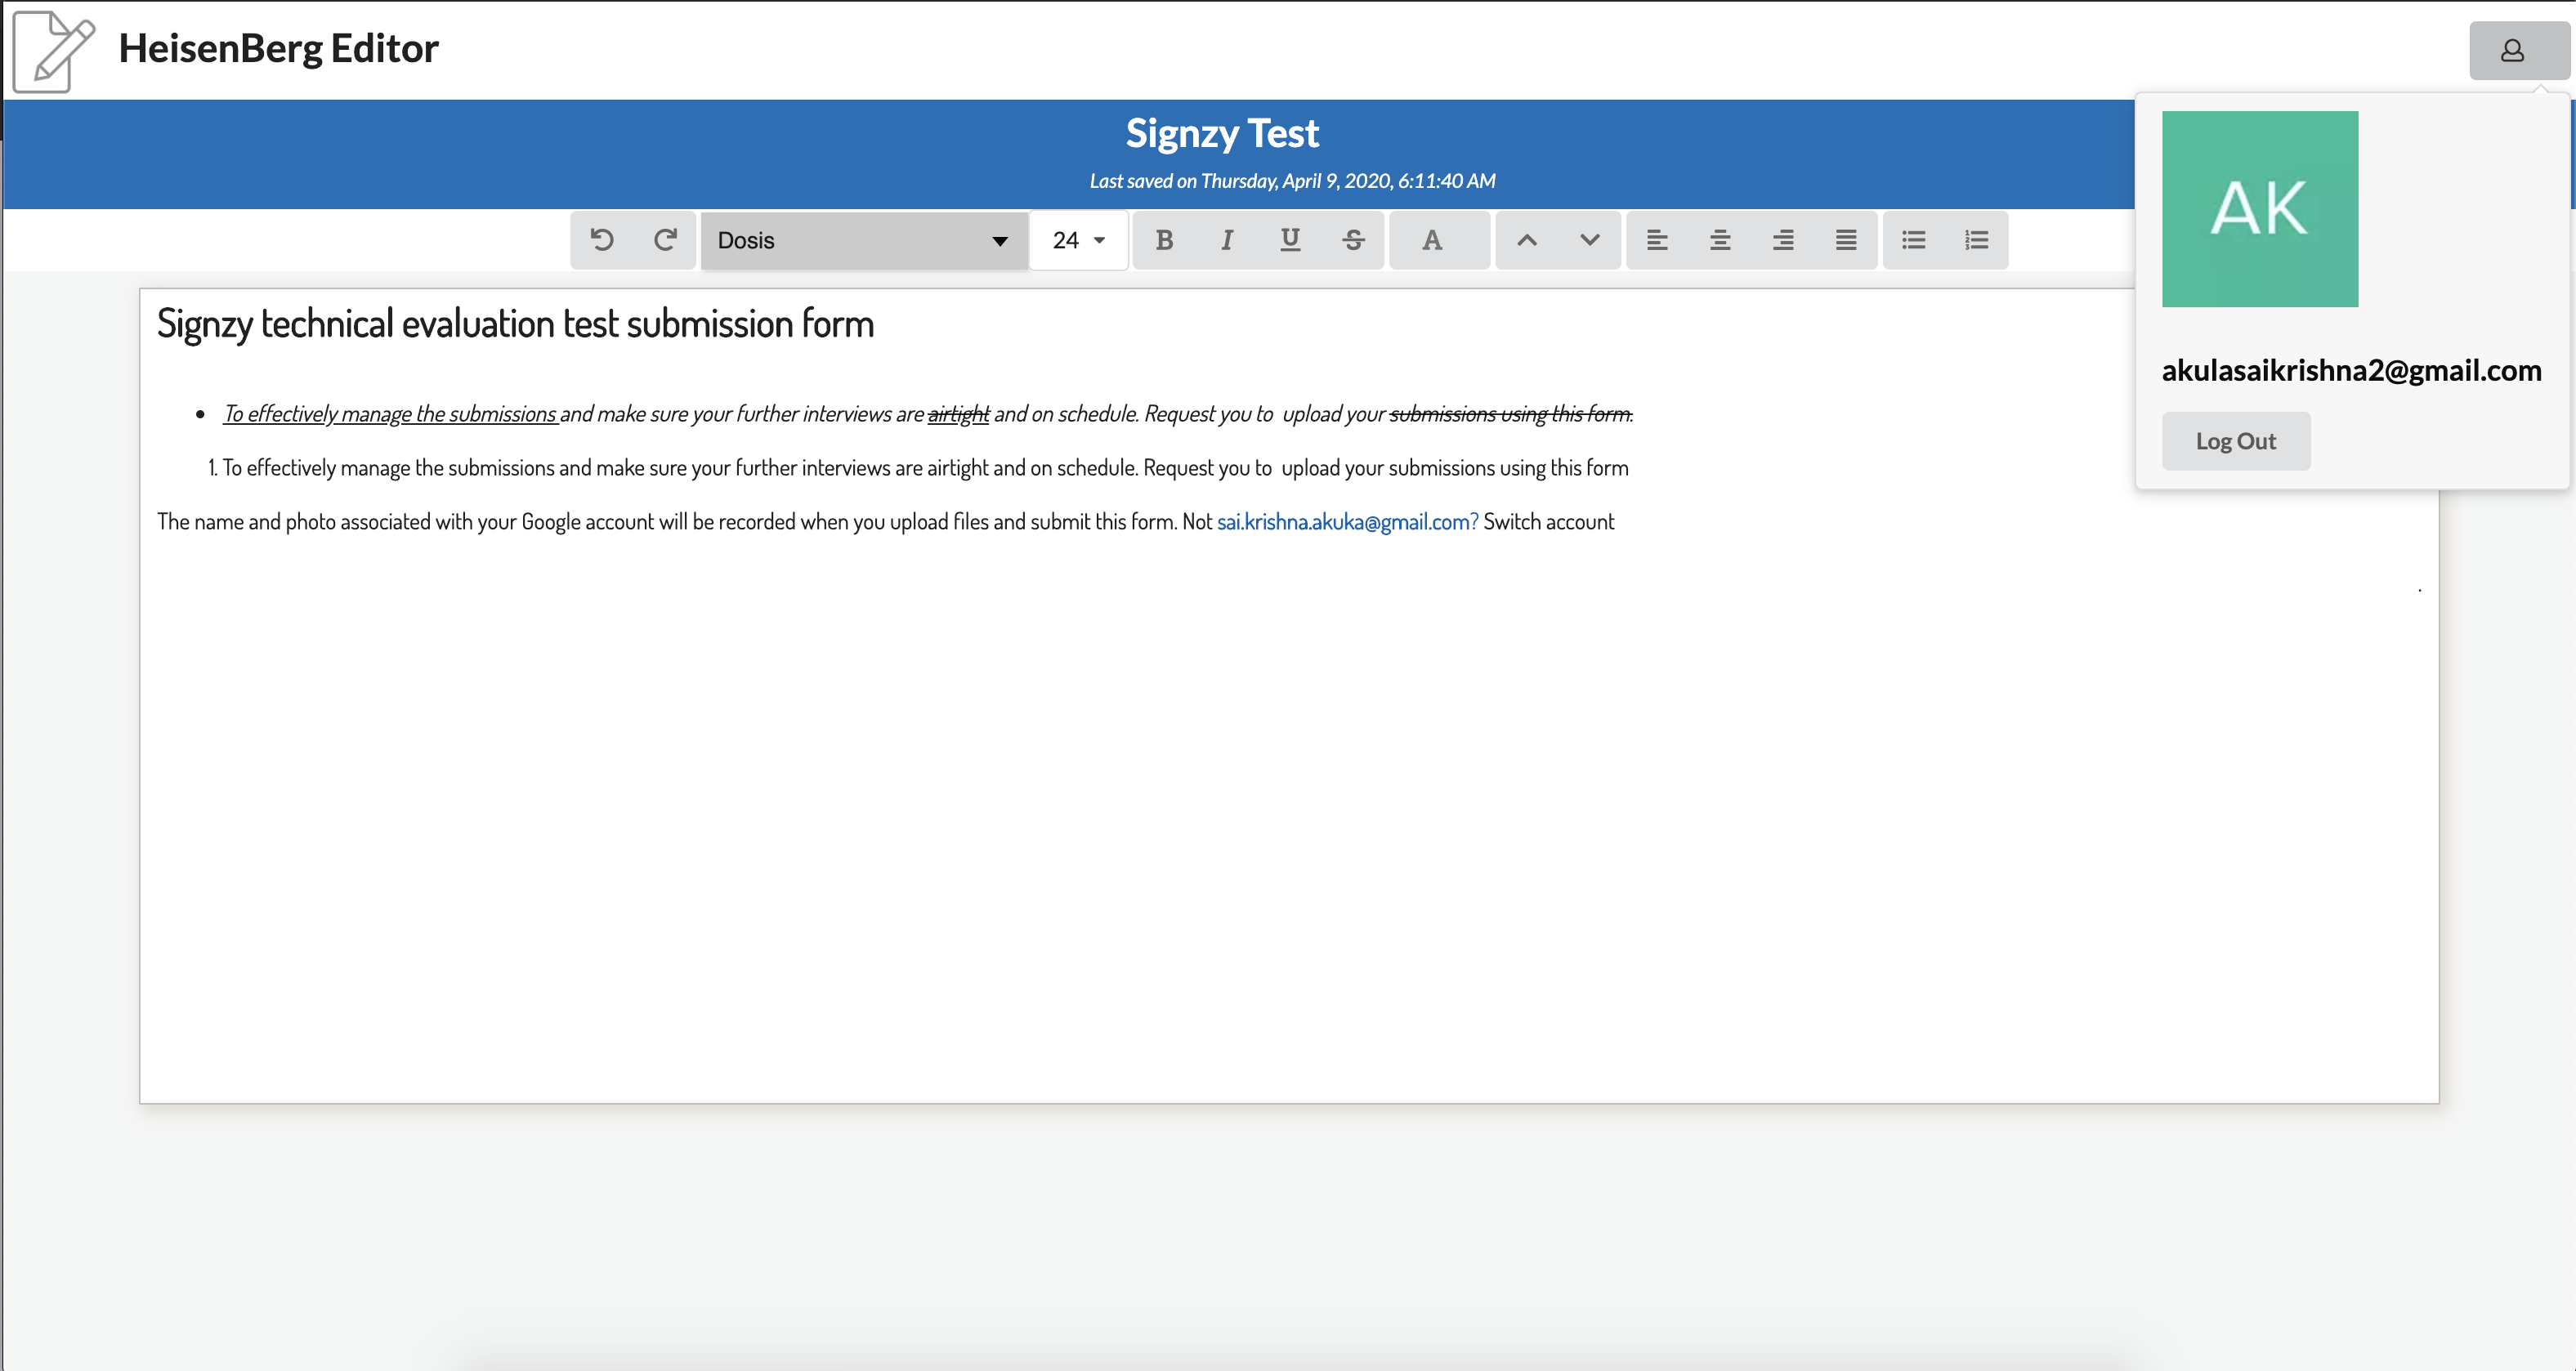 HeisenBerg Editor
Signzy Test
Last saved on Thursday, April 9, 2020, 6:11:40 AM
Dosis 24 B I U S A
AK
akulasaikrishna2@gmail.com
Log Out
Signzy technical evaluation test submission form
• To effectively manage the submissions and make sure your further interviews are airtight and on schedule. Request you to  upload your submissions using this form.
1. To effectively manage the submissions and make sure your further interviews are airtight and on schedule. Request you to  upload your submissions using this form
The name and photo associated with your Google account will be recorded when you upload files and submit this form. Not sai.krishna.akuka@gmail.com? Switch account
.